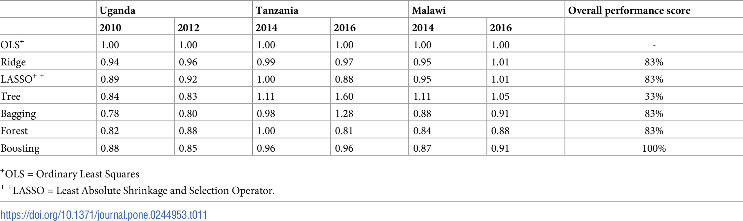 Uganda Tanzania Malawi Overall performance score
2010 2012 2014 2016 2014 2016
OLS+ 1.00 1.00 1.00 1.00 1.00 1.00 -
Ridge 0.94 0.96 0.99 0.97 0.95 1.01 83%
LASSO++ 0.89 0.92 1.00 0.88 0.95 1.01 83%
Tree 0.84 0.83 1.11 1.60 1.11 1.05 33%
Bagging 0.78 0.80 0.98 1.28 0.88 0.91 83%
Forest 0.82 0.88 1.00 0.81 0.84 0.88 83%
Boosting 0.88 0.85 0.96 0.96 0.87 0.91 100%
+OLS = Ordinary Least Squares
++LASSO = Least Absolute Shrinkage and Selection Operator.
https://doi.org/10.1371/journal.pone.0244953.t011